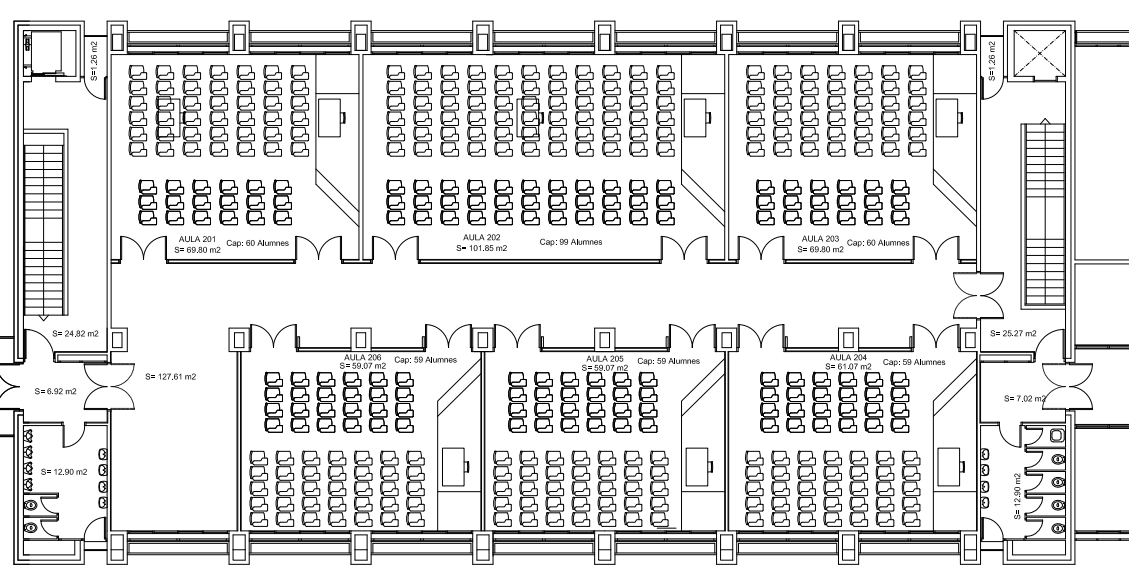 S=1.26 m2
S=1.26 m2
AULA 201
S= 69.80 m2
Cap: 60 Alumnes
AULA 202
S= 101.85 m2
Cap: 99 Alumnes
AULA 203
S= 69.80 m2
Cap: 60 Alumnes
S= 24.82 m2
S= 25.27 m2
AULA 206
S= 59.07 m2
Cap: 59 Alumnes
AULA 205
S= 59.07 m2
Cap: 59 Alumnes
AULA 204
S= 61.07 m2
Cap: 59 Alumnes
S= 127.61 m2
S= 6.92 m2
S= 7.02 m2
S= 12.90 m2
S= 12.90 m2